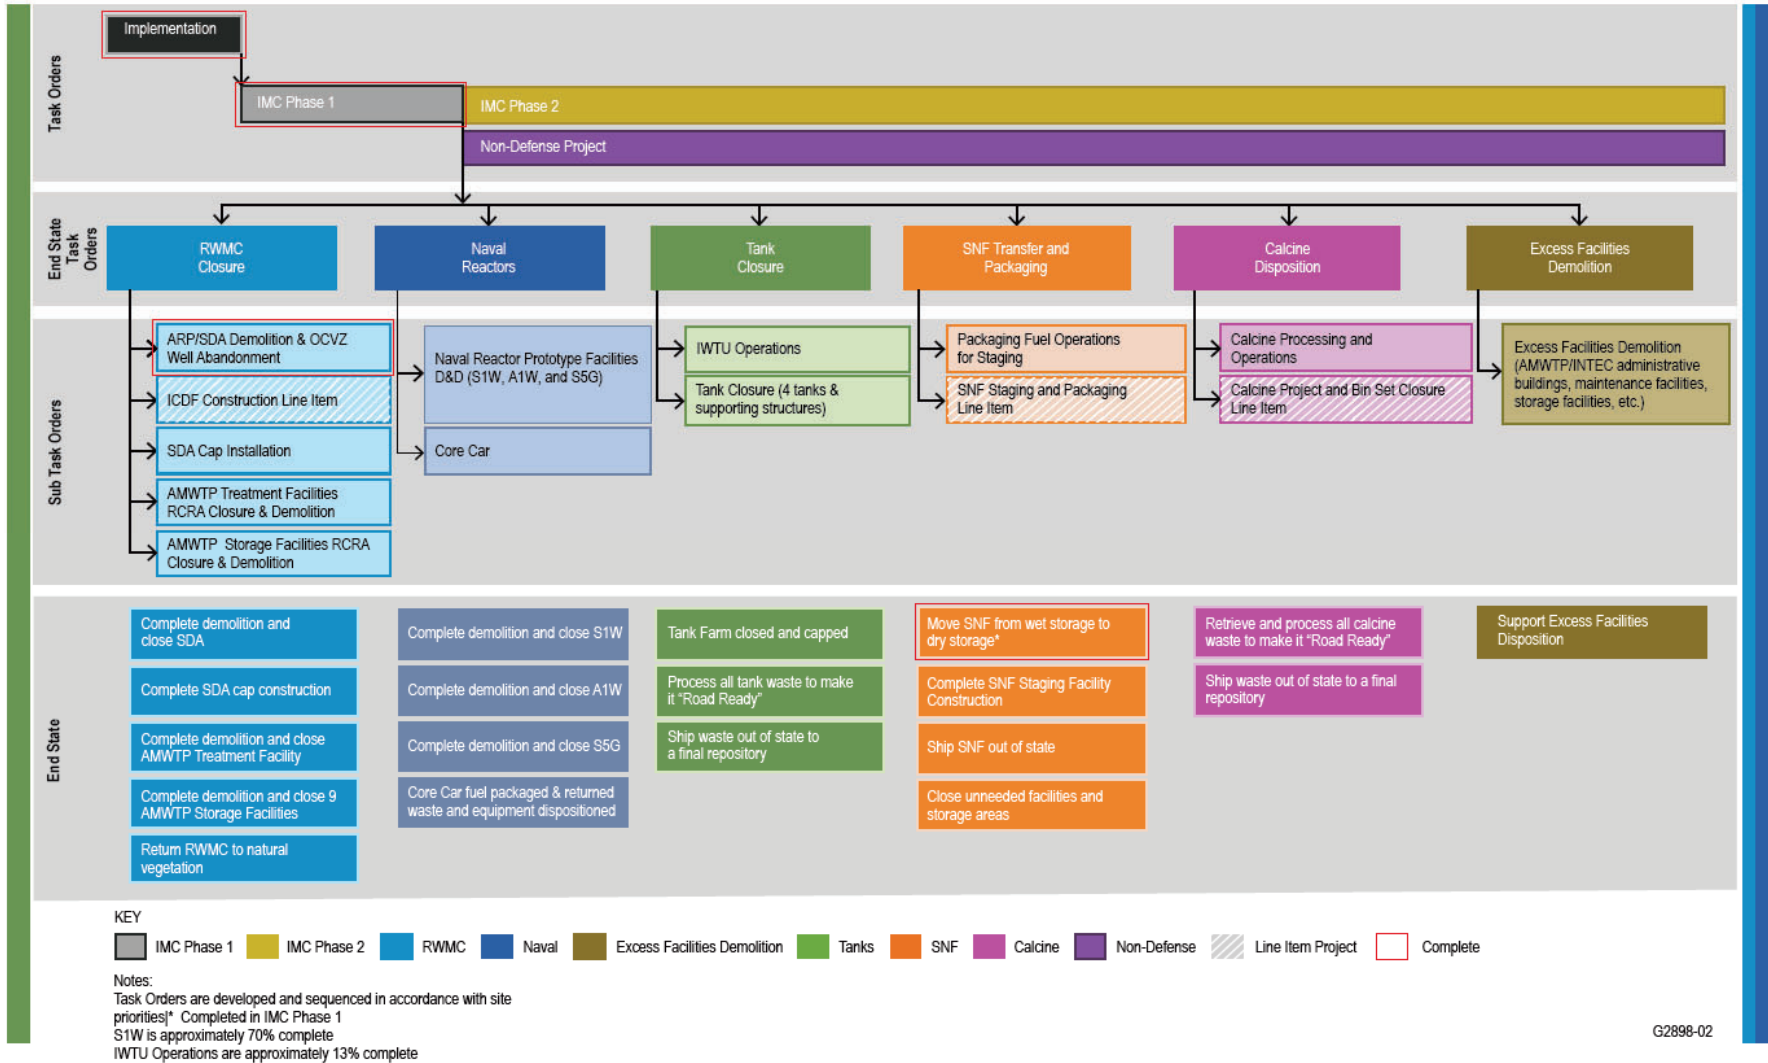 Task Orders
Implementation
IMC Phase 1
IMC Phase 2
Non-Defense Project
End State
Task
Orders
RWMC
Closure
Naval
Reactors
Tank
Closure
SNF Transfer and
Packaging
Calcine
Disposition
Excess Facilities
Demolition
Sub Task Orders
ARP/SDA Demolition & OCVZ
Well Abandonment
ICDF Construction Line Item
SDA Cap Installation
AMWTP Treatment Facilities
RCRA Closure & Demolition
AMWTP Storage Facilities RCRA
Closure & Demolition
Naval Reactor Prototype Facilities
D&D (S1W, A1W, and S5G)
Core Car
IWTU Operations
Tank Closure (4 tanks &
supporting structures)
Packaging Fuel Operations
for Staging
SNF Staging and Packaging
Line Item
Calcine Processing and
Operations
Calcine Project and Bin Set Closure
Line Item
Excess Facilities Demolition
(AMWTP/INTEC administrative
buildings, maintenance facilities,
storage facilities, etc.)
End State
Complete demolition and
close SDA
Complete SDA cap construction
Complete demolition and close
AMWTP Treatment Facility
Complete demolition and close 9
AMWTP Storage Facilities
Return RWMC to natural
vegetation
Complete demolition and close S1W
Complete demolition and close A1W
Complete demolition and close S5G
Core Car fuel packaged & returned
waste and equipment dispositioned
Tank Farm closed and capped
Process all tank waste to make
it “Road Ready”
Ship waste out of state to
a final repository
Move SNF from wet storage to
dry storage*
Complete SNF Staging Facility
Construction
Ship SNF out of state
Close unneeded facilities and
storage areas
Retrieve and process all calcine
waste to make it “Road Ready”
Ship waste out of state to a final
repository
Support Excess Facilities
Disposition
KEY
IMC Phase 1
IMC Phase 2
RWMC
Naval
Excess Facilities Demolition
Tanks
SNF
Calcine
Non-Defense
Line Item Project
Complete
Notes:
Task Orders are developed and sequenced in accordance with site
priorities|* Completed in IMC Phase 1
S1W is approximately 70% complete
IWTU Operations are approximately 13% complete
G2898-02